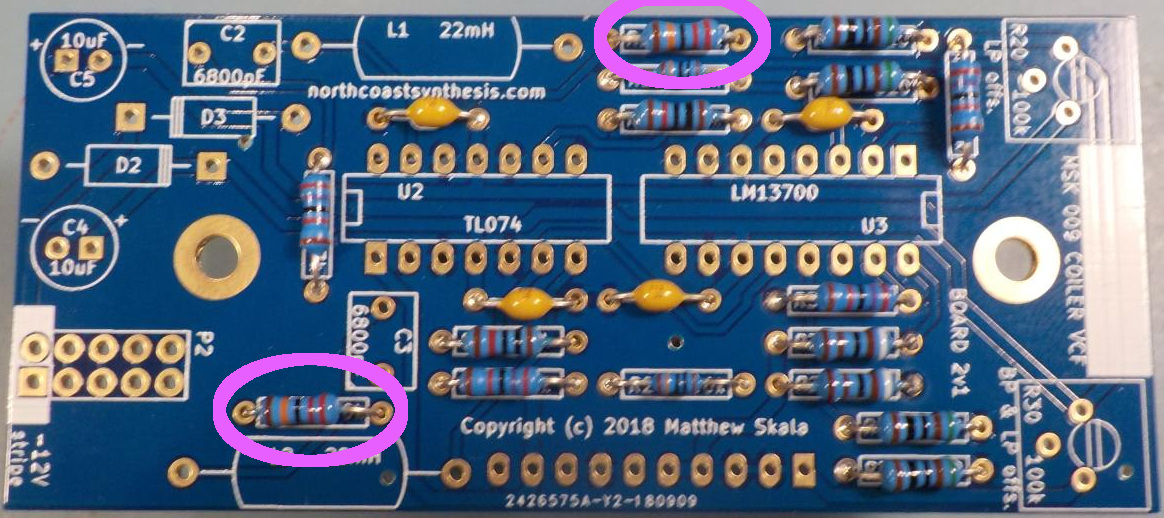 10uF
C5
C2
6800pF
L1 22mH
northcoastsynthesis.com
D3
D2
C4
10uF
U2
TL074
LM13700
U3
R20 100k
LP offs.
MSK 009 COILER VCF
BOARD 2v1
C3
P2
-12V
stripe
Copyright (c) 2018 Matthew Skala
R30 100k
BP & LP offs.
2426575A-Y2-180909